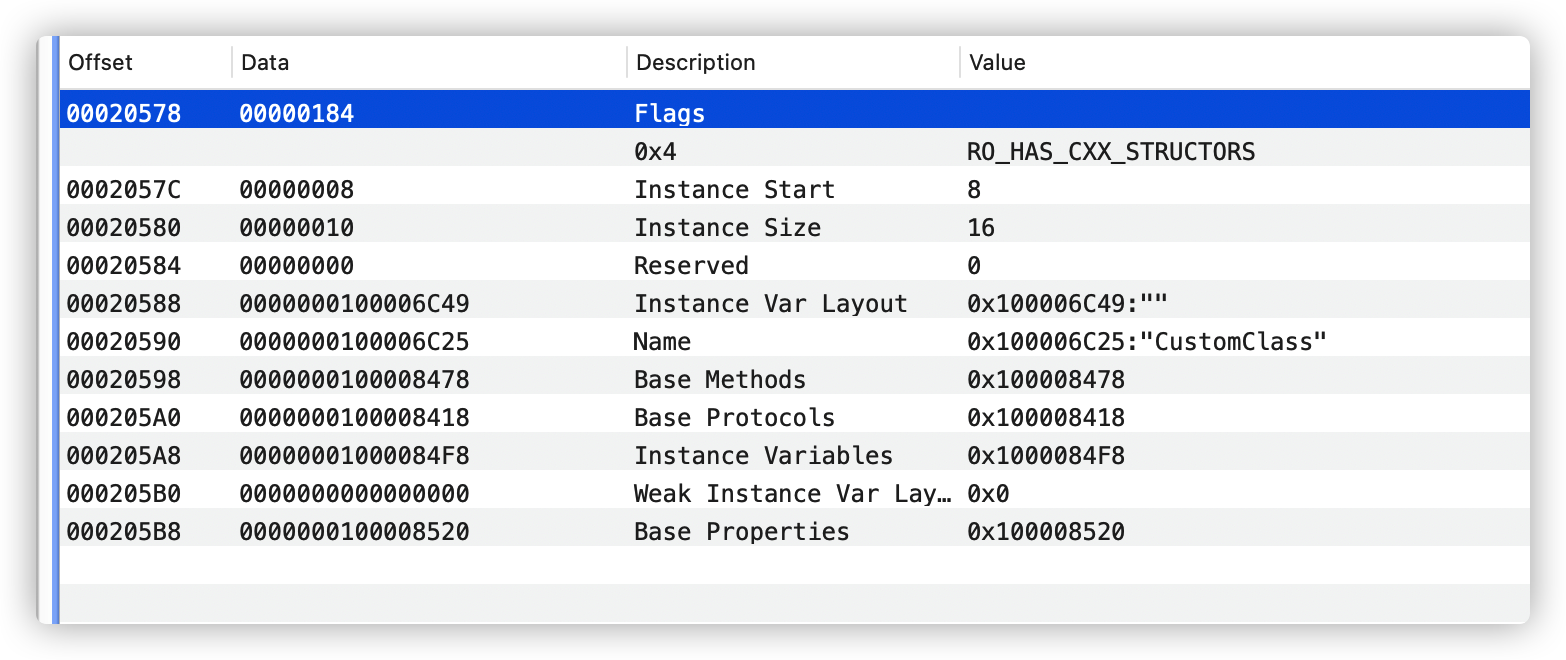 Offset Data Description Value
00020578 00000184 Flags
0x4 RO_HAS_CXX_STRUCTORS
0002057C 00000008 Instance Start 8
00020580 00000010 Instance Size 16
00020584 00000000 Reserved 0
00020588 0000000100006C49 Instance Var Layout 0x100006C49:""
00020590 0000000100006C25 Name 0x100006C25:"CustomClass"
00020598 0000000100008478 Base Methods 0x100008478
000205A0 0000000100008418 Base Protocols 0x100008418
000205A8 00000001000084F8 Instance Variables 0x1000084F8
000205B0 0000000000000000 Weak Instance Var Lay… 0x0
000205B8 0000000100008520 Base Properties 0x100008520